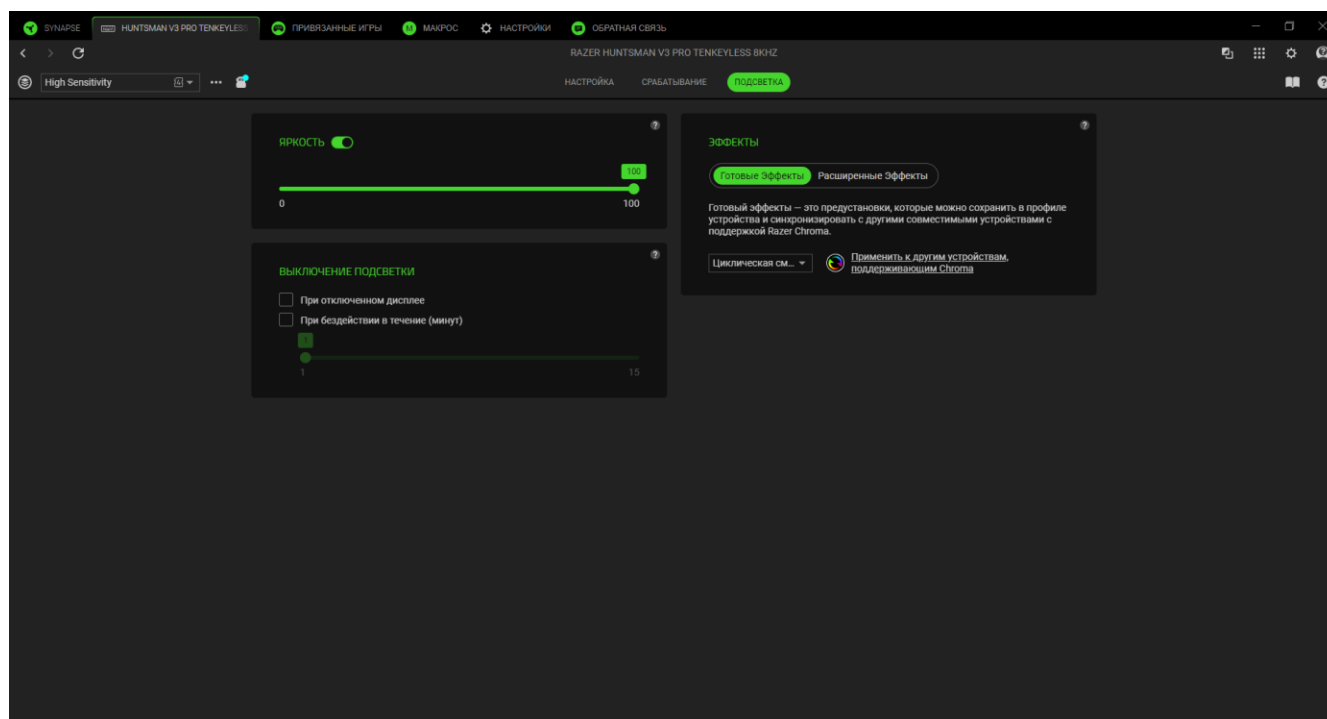 SYNAPSE
HUNTSMAN V3 PRO TENKEYLESS
ПРИВЯЗАННЫЕ ИГРЫ
МАКРОС
НАСТРОЙКИ
ОБРАТНАЯ СВЯЗЬ
RAZER HUNTSMAN V3 PRO TENKEYLESS 8KHZ
High Sensitivity
4
НАСТРОЙКА
СРАБАТЫВАНИЕ
ПОДСВЕТКА
ЯРКОСТЬ
100
0
100
ВЫКЛЮЧЕНИЕ ПОДСВЕТКИ
При отключенном дисплее
При бездействии в течение (минут)
1
1
15
ЭФФЕКТЫ
Готовые Эффекты
Расширенные Эффекты
Готовый эффекты — это предустановки, которые можно сохранить в профиле
устройства и синхронизировать с другими совместимыми устройствами с
поддержкой Razer Chroma.
Циклическая см...
Применить к другим устройствам,
поддерживающим Chroma